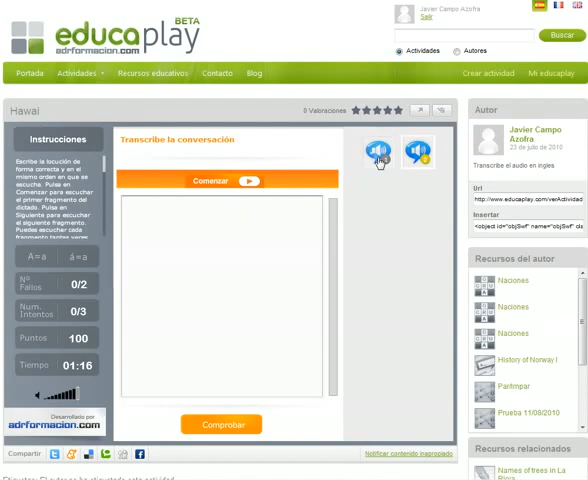 educaplay
BETA
adrformacion.com
Javier Campo Azofra
Salir
Buscar
Actividades
Autores
Portada
Actividades
Recursos educativos
Contacto
Blog
Crear actividad
Mi educaplay
Hawai
0 Valoraciones
Instrucciones
Escribe la locución de
forma correcta y en el
mismo orden en que se
escucha. Pulsa en
Comenzar para escuchar
el primer fragmento del
dictado. Pulsa en
Siguiente para escuchar
el siguiente fragmento.
Puedes escuchar cada
fragmento tantas veces
A=a
á=a
Nº
Fallos
0/2
Num.
Intentos
0/3
Puntos
100
Tiempo
01:16
Desarrollado por
adrformacion.com
Transcribe la conversación
Comenzar
Comprobar
Compartir
Notificar contenido inapropiado
Autor
Javier Campo
Azofra
23 de julio de 2010
Transcribe el audio en ingles
Url
http://www.educaplay.com/verActividad
Insertar
<object id="objSwf" name="objSwf" cl
Recursos del autor
Naciones
Naciones
Naciones
History of Norway I
Parfimpar
Prueba 11/08/2010
Recursos relacionados
Names of trees in La
Rioja